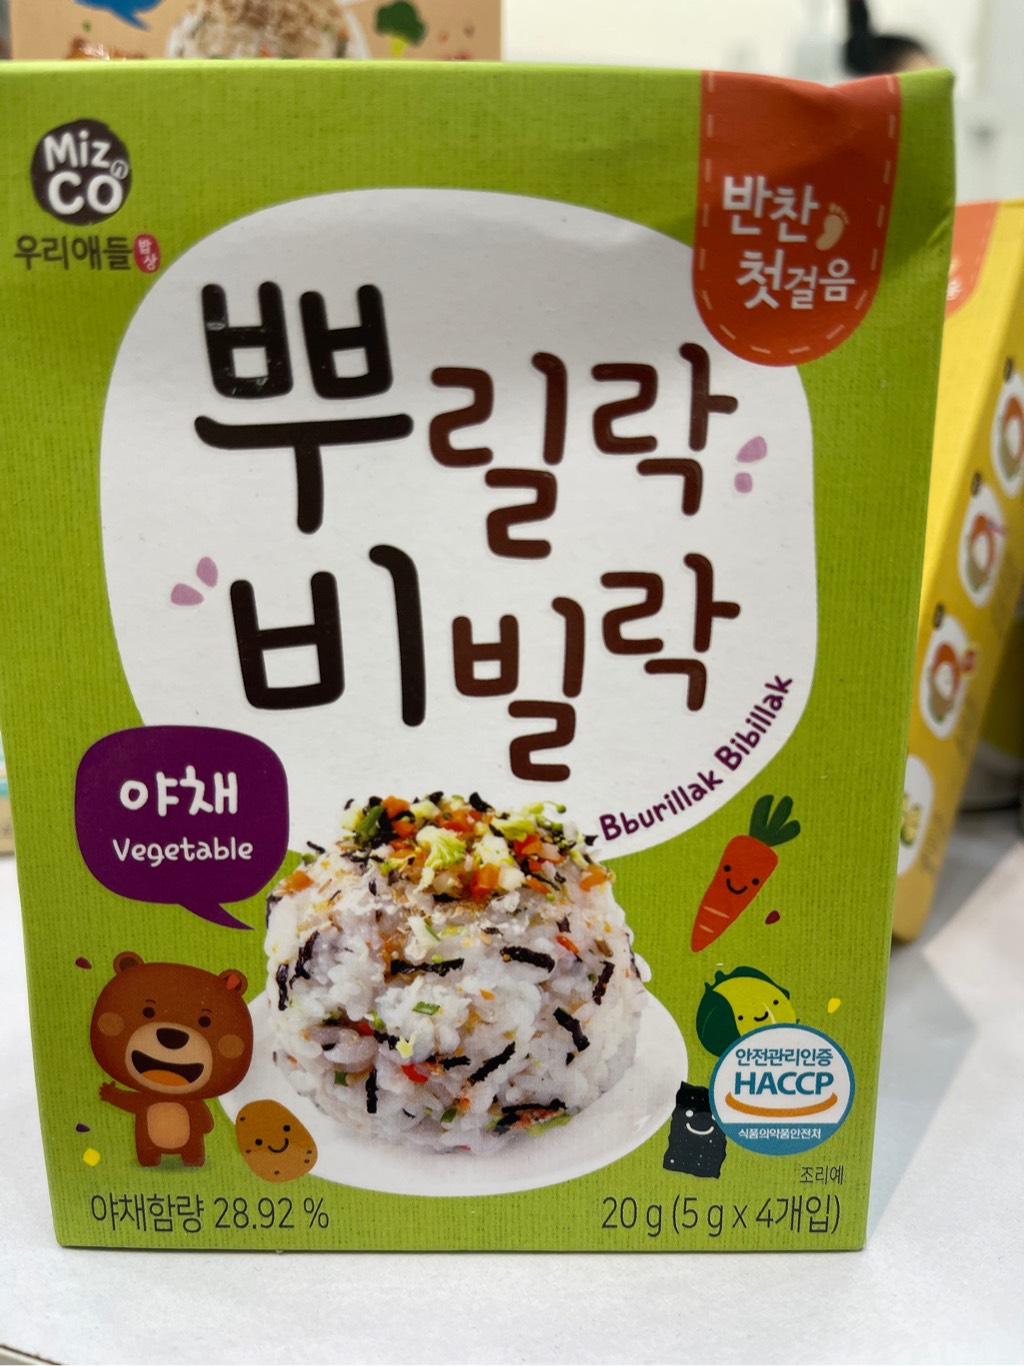 Miz n
CO
우리애들 밥상
반찬
첫걸음
뿌릴락
비빌락
Bburillak Bibillak
야채
Vegetable
안전관리인증
HACCP
식품의약품안전처
조리예
야채함량 28.92 %
20 g (5 g x 4개입)